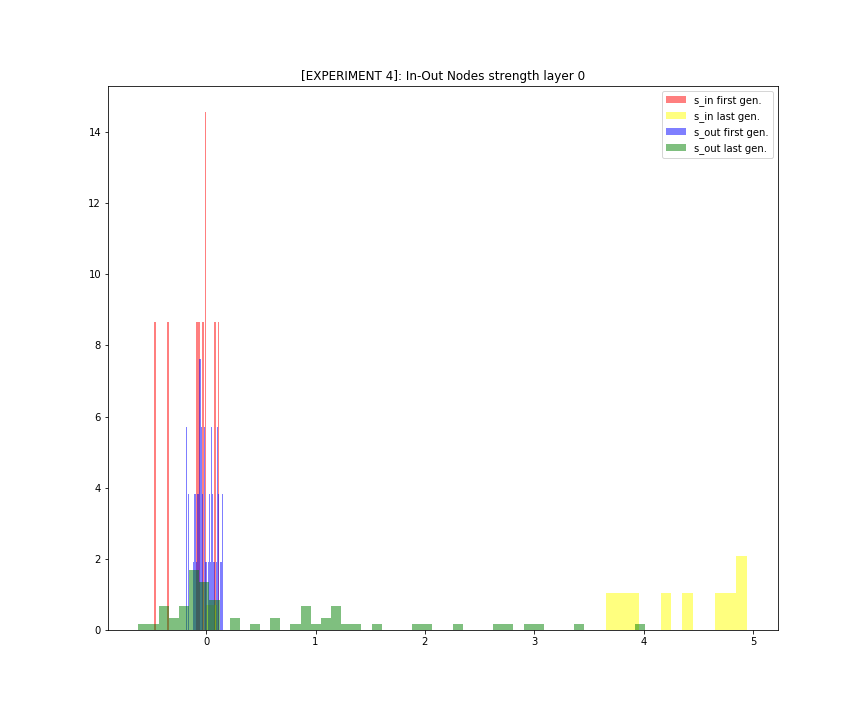 [EXPERIMENT 4]: In-Out Nodes strength layer 0
s_in first gen.
s_in last gen.
s_out first gen.
s_out last gen.
14
12
10
8
6
4
2
0
0 1 2 3 4 5